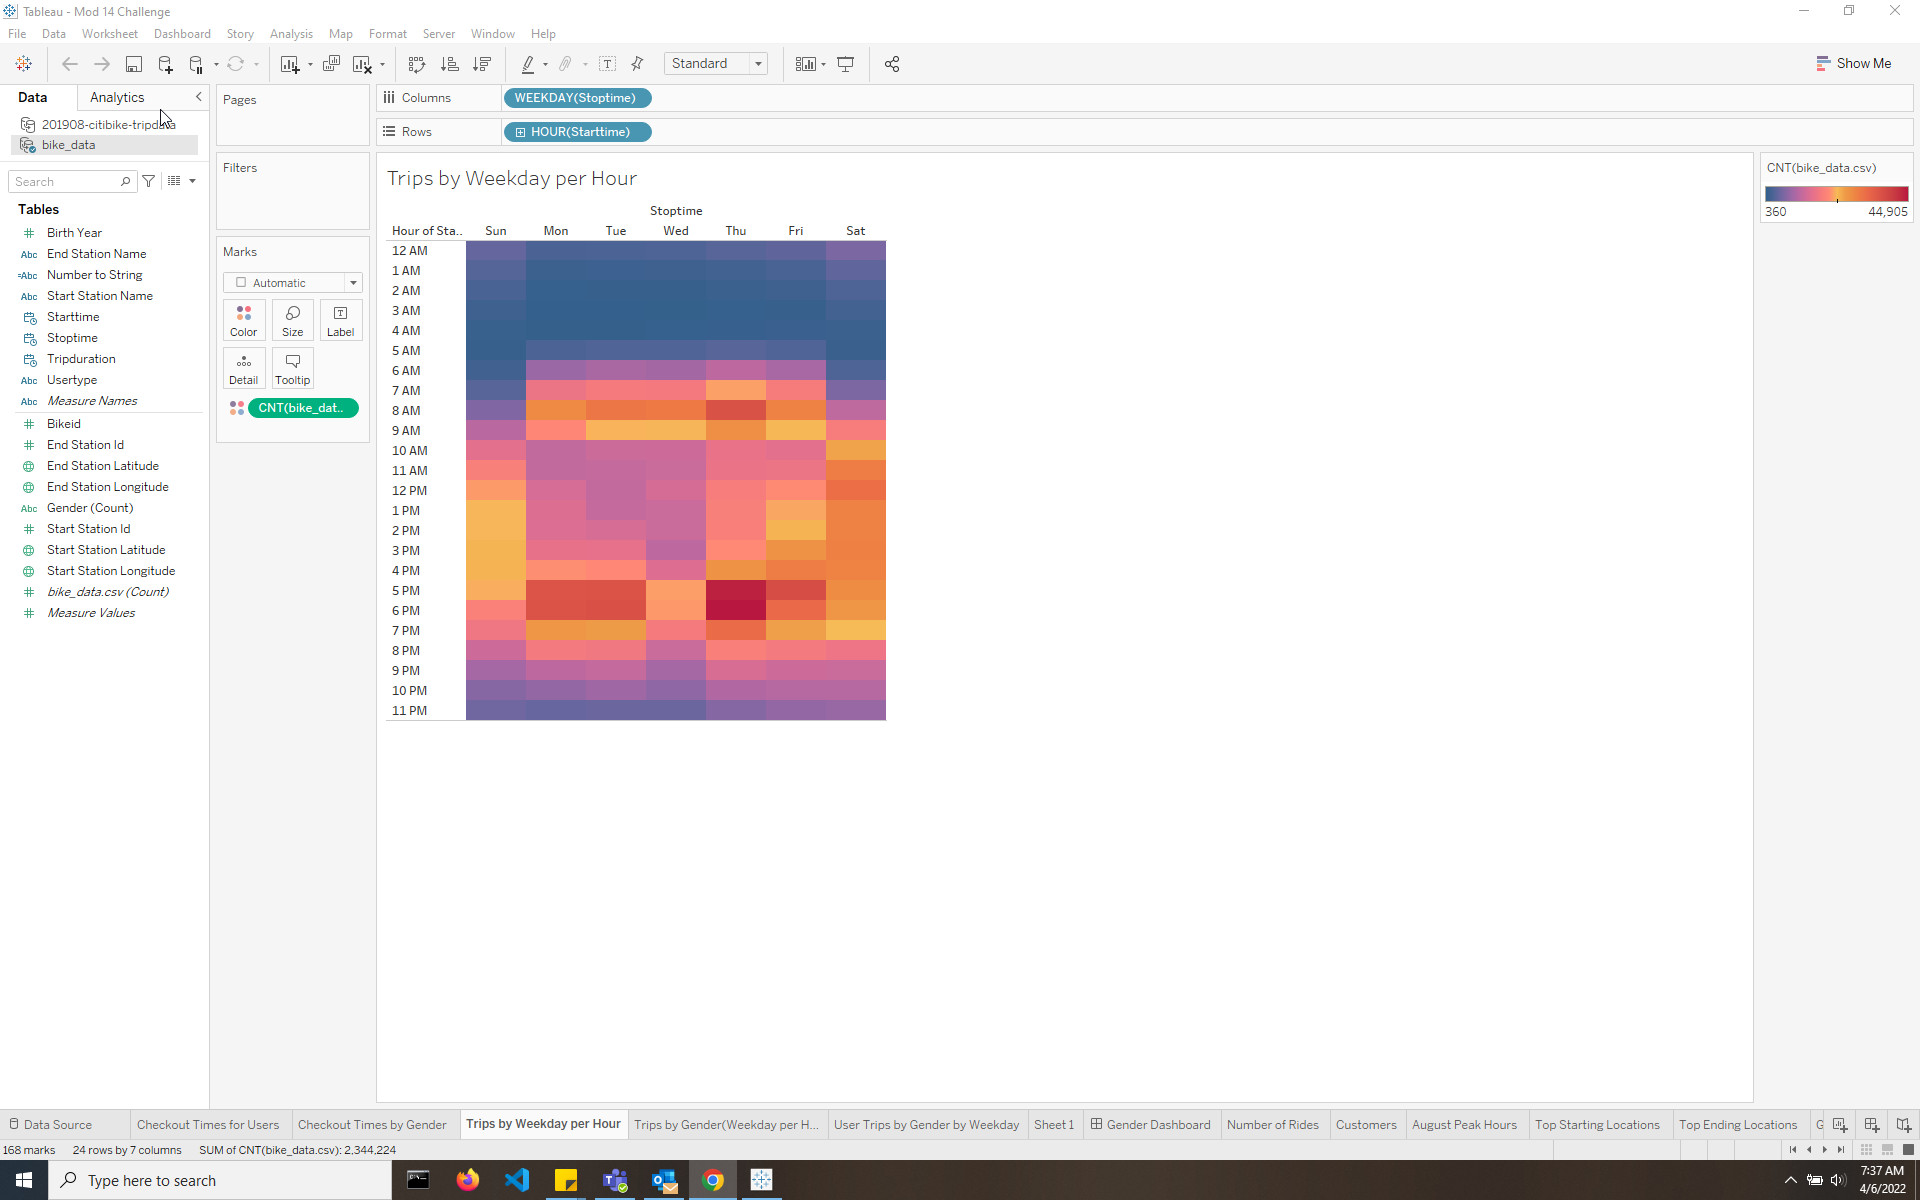 Tableau - Mod 14 Challenge
File Data Worksheet Dashboard Story Analysis Map Format Server Window Help
Standard
Show Me
Data Analytics
201908-citibike-tripdata
bike_data
Search
Tables
# Birth Year
Abc End Station Name
=Abc Number to String
Abc Start Station Name
Starttime
Stoptime
Tripduration
Abc Usertype
Abc Measure Names
# Bikeid
# End Station Id
End Station Latitude
End Station Longitude
Abc Gender (Count)
# Start Station Id
Start Station Latitude
Start Station Longitude
# bike_data.csv (Count)
# Measure Values
Pages
Filters
Marks
Automatic
Color Size Label
Detail Tooltip
CNT(bike_dat..
Columns WEEKDAY(Stoptime)
Rows HOUR(Starttime)
Trips by Weekday per Hour
Stoptime
Hour of Sta.. Sun Mon Tue Wed Thu Fri Sat
12 AM
1 AM
2 AM
3 AM
4 AM
5 AM
6 AM
7 AM
8 AM
9 AM
10 AM
11 AM
12 PM
1 PM
2 PM
3 PM
4 PM
5 PM
6 PM
7 PM
8 PM
9 PM
10 PM
11 PM
CNT(bike_data.csv)
360 44,905
Data Source Checkout Times for Users Checkout Times by Gender Trips by Weekday per Hour Trips by Gender(Weekday per H... User Trips by Gender by Weekday Sheet 1 Gender Dashboard Number of Rides Customers August Peak Hours Top Starting Locations Top Ending Locations
168 marks 24 rows by 7 columns SUM of CNT(bike_data.csv): 2,344,224
Type here to search
7:37 AM
4/6/2022